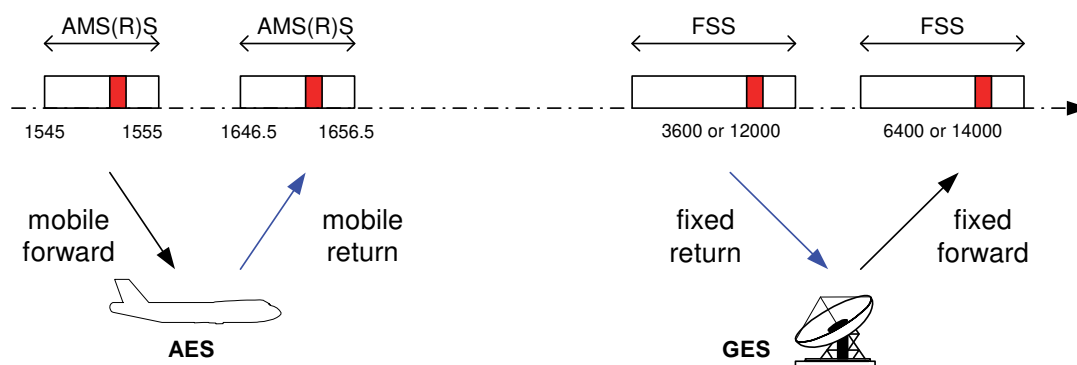 AMS(R)S AMS(R)S FSS FSS
1545 1555 1646.5 1656.5 3600 or 12000 6400 or 14000
mobile forward
mobile return
fixed return
fixed forward
AES GES